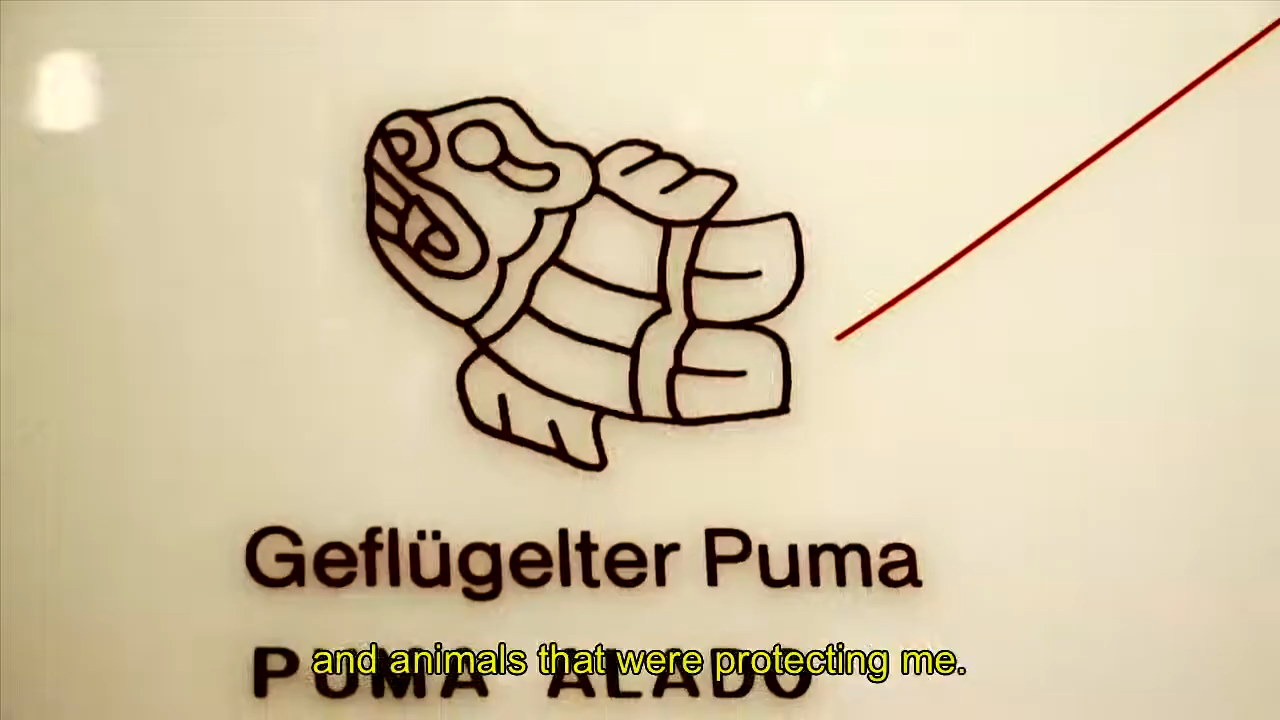 Geflügelter Puma
PUMA ALADO
and animals that were protecting me.